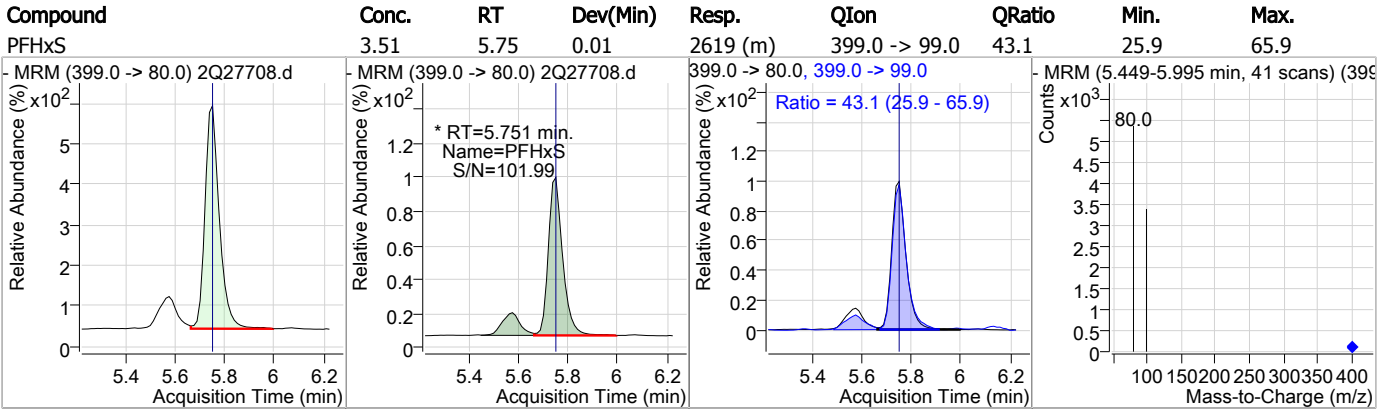 Compound Conc. RT Dev(Min) Resp. QIon QRatio Min. Max.
PFHxS 3.51 5.75 0.01 2619 (m) 399.0 -> 99.0 43.1 25.9 65.9
- MRM (399.0 -> 80.0) 2Q27708.d
x10²
Relative Abundance (%)
5
4
3
2
1
0
5.4 5.6 5.8 6 6.2
Acquisition Time (min)
- MRM (399.0 -> 80.0) 2Q27708.d
x10²
Relative Abundance (%)
* RT=5.751 min.
Name=PFHxS
S/N=101.99
1.2
1
0.8
0.6
0.4
0.2
0
5.4 5.6 5.8 6 6.2
Acquisition Time (min)
399.0 -> 80.0, 399.0 -> 99.0
x10²
Relative Abundance (%)
Ratio = 43.1 (25.9 - 65.9)
1.2
1
0.8
0.6
0.4
0.2
0
5.4 5.6 5.8 6 6.2
Acquisition Time (min)
- MRM (5.449-5.995 min, 41 scans) (399
x10³
Counts
80.0
5
4.5
4
3.5
3
2.5
2
1.5
1
0.5
0
100 150 200 250 300 350 400
Mass-to-Charge (m/z)